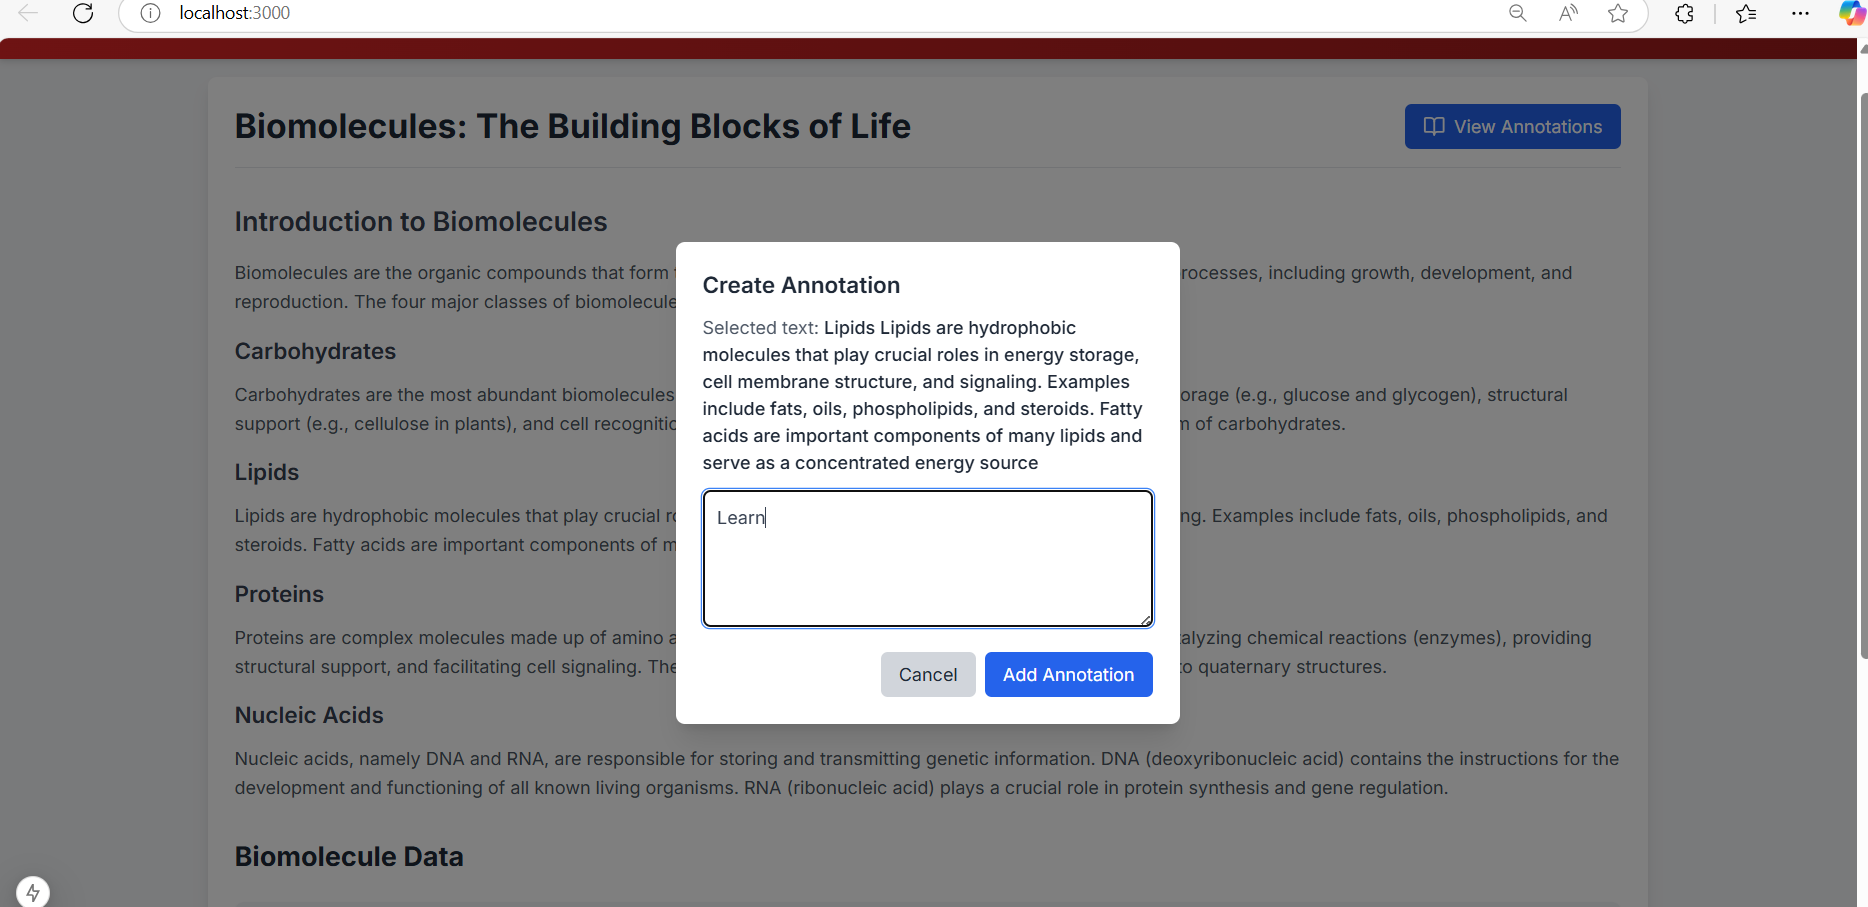 localhost:3000
Biomolecules: The Building Blocks of Life
View Annotations
Introduction to Biomolecules
Biomolecules are the organic compounds that form
rocesses, including growth, development, and
reproduction. The four major classes of biomolecule
Carbohydrates
Carbohydrates are the most abundant biomolecules
orage (e.g., glucose and glycogen), structural
support (e.g., cellulose in plants), and cell recognitic
m of carbohydrates.
Lipids
Lipids are hydrophobic molecules that play crucial ro
ng. Examples include fats, oils, phospholipids, and
steroids. Fatty acids are important components of m
Proteins
Proteins are complex molecules made up of amino a
alyzing chemical reactions (enzymes), providing
structural support, and facilitating cell signaling. The
to quaternary structures.
Nucleic Acids
Nucleic acids, namely DNA and RNA, are responsible for storing and transmitting genetic information. DNA (deoxyribonucleic acid) contains the instructions for the
development and functioning of all known living organisms. RNA (ribonucleic acid) plays a crucial role in protein synthesis and gene regulation.
Biomolecule Data
Create Annotation
Selected text: Lipids Lipids are hydrophobic
molecules that play crucial roles in energy storage,
cell membrane structure, and signaling. Examples
include fats, oils, phospholipids, and steroids. Fatty
acids are important components of many lipids and
serve as a concentrated energy source
Learn
Cancel
Add Annotation